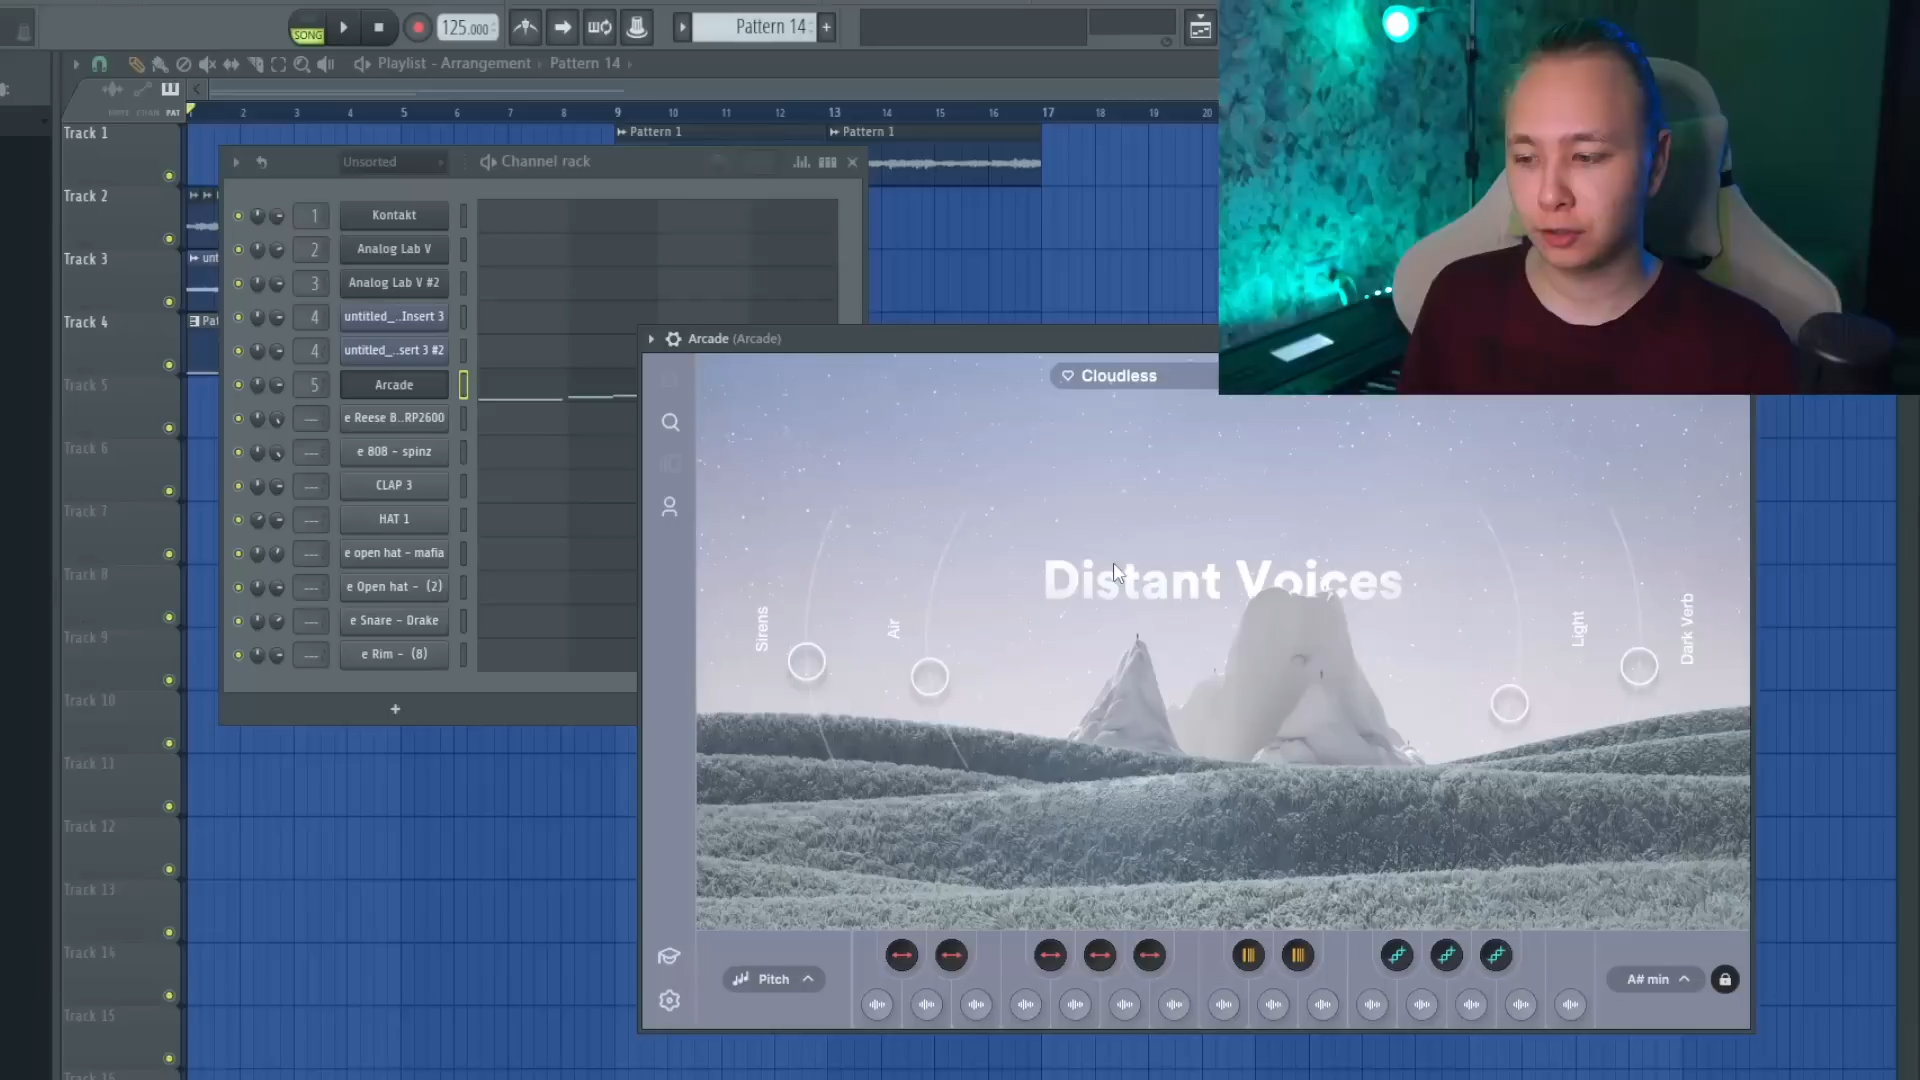 SONG
125.000
Pattern 14
+
Playlist - Arrangement › Pattern 14 ›
PAT
2 3 4 5 6 7 8 9 10 11 12 13 14 15 16 17 18 19 20
Track 1
Pattern 1
Pattern 1
Track 2
Track 3
unt
Track 4
Pat
Track 5
Track 6
Track 7
Track 8
Track 9
Track 10
Track 11
Track 12
Track 13
Track 14
Track 15
Unsorted
Channel rack
1 Kontakt
2 Analog Lab V
3 Analog Lab V #2
4 untitled_..Insert 3
4 untitled_..sert 3 #2
5 Arcade
--- e Reese B..RP2600
--- e 808 - spinz
--- CLAP 3
--- HAT 1
--- e open hat - mafia
--- e Open hat - (2)
--- e Snare - Drake
--- e Rim - (8)
+
Arcade (Arcade)
Cloudless
Distant Voices
Sirens
Air
Light
Dark Verb
Pitch
A# min